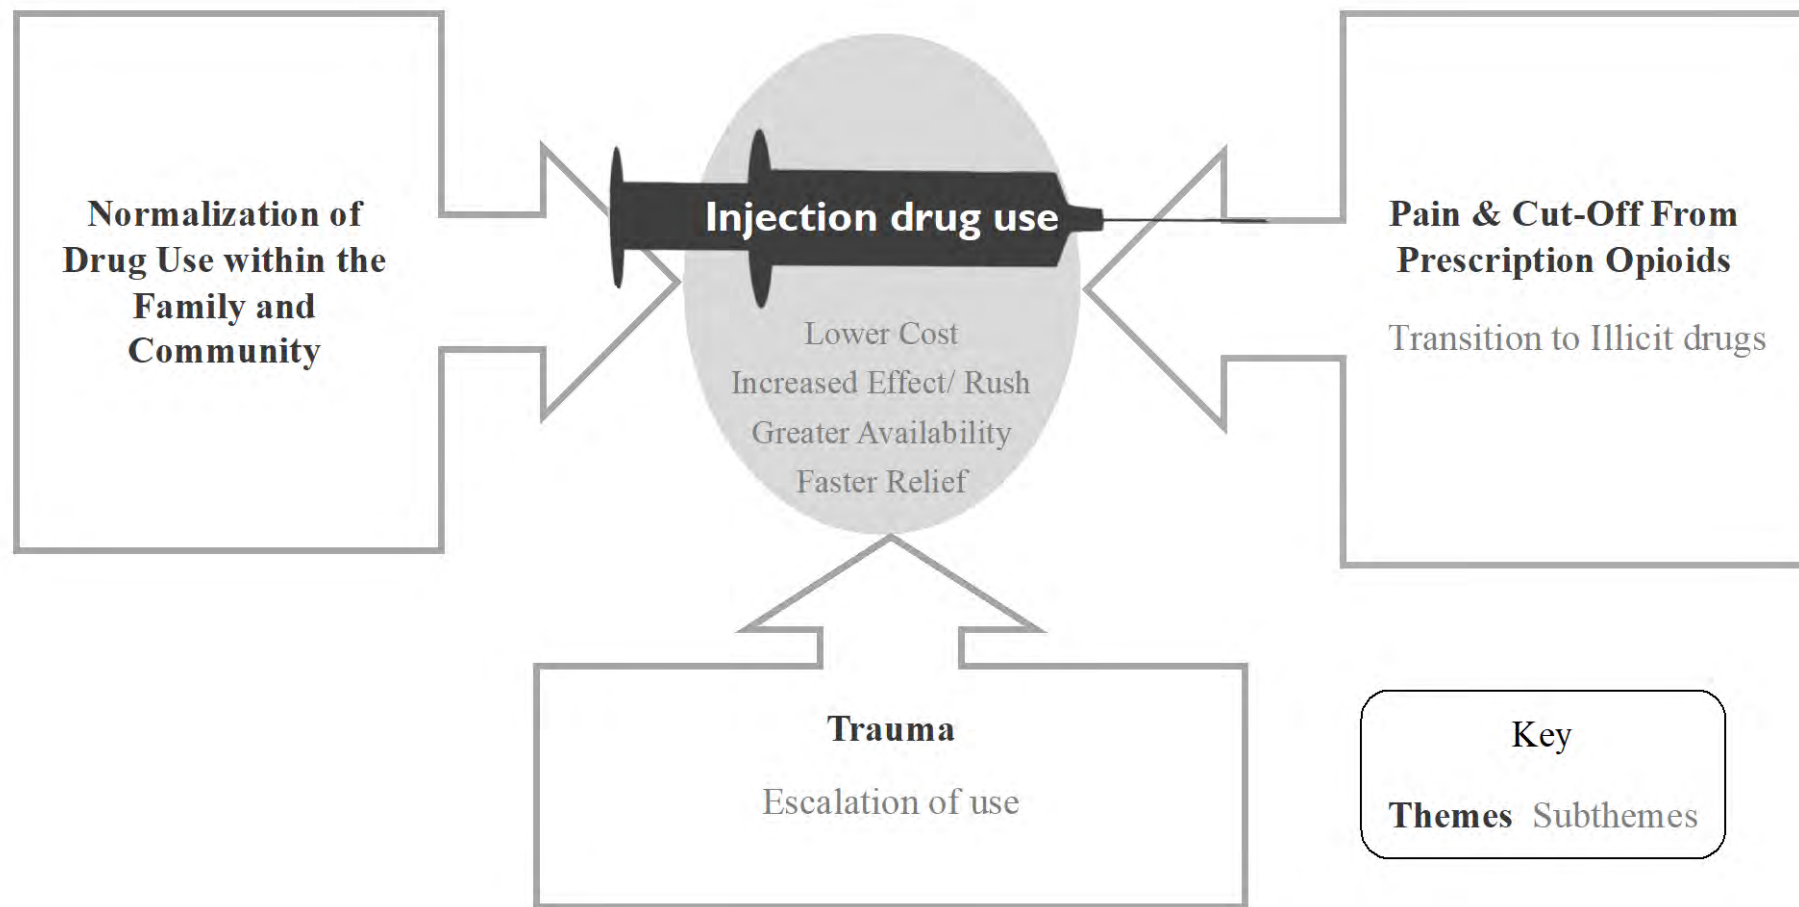 Normalization of
Drug Use within the
Family and
Community
Injection drug use
Lower Cost
Increased Effect/ Rush
Greater Availability
Faster Relief
Pain & Cut-Off From
Prescription Opioids
Transition to Illicit drugs
Trauma
Escalation of use
Key
Themes Subthemes